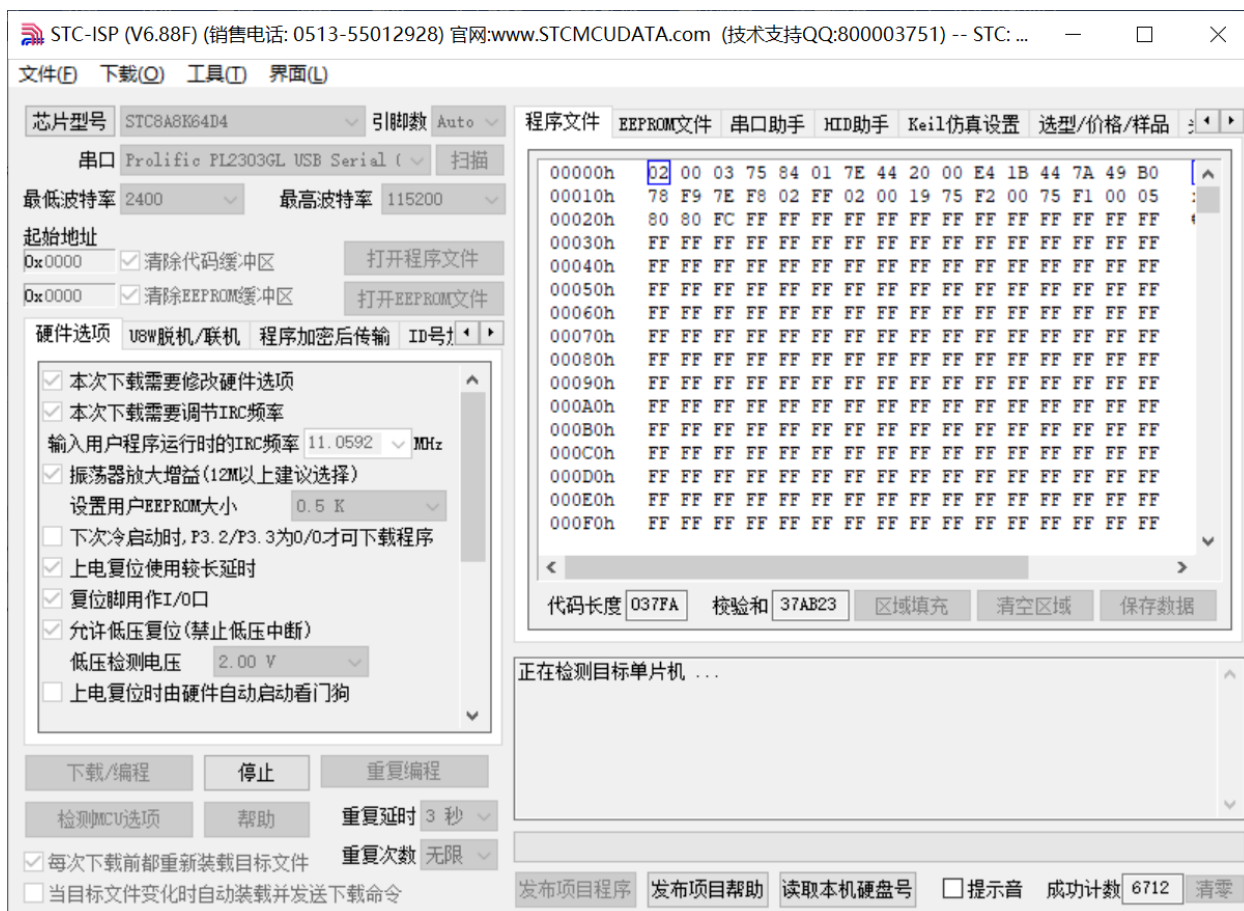 STC-ISP (V6.88F) (销售电话: 0513-55012928) 官网:www.STCMCUDATA.com (技术支持QQ:800003751) -- STC: ...
文件(F) 下载(O) 工具(T) 界面(L)
芯片型号 STC8A8K64D4 引脚数 Auto
串口 Prolific PL2303GL USB Serial ( 扫描
最低波特率 2400 最高波特率 115200
起始地址
0x0000 清除代码缓冲区 打开程序文件
0x0000 清除EEPROM缓冲区 打开EEPROM文件
硬件选项 U8W脱机/联机 程序加密后传输 ID号
本次下载需要修改硬件选项
本次下载需要调节IRC频率
输入用户程序运行时的IRC频率 11.0592 MHz
振荡器放大增益(12M以上建议选择)
设置用户EEPROM大小 0.5 K
下次冷启动时,P3.2/P3.3为0/0才可下载程序
上电复位使用较长延时
复位脚用作I/O口
允许低压复位(禁止低压中断)
低压检测电压 2.00 V
上电复位时由硬件自动启动看门狗
下载/编程 停止 重复编程
检测MCU选项 帮助 重复延时 3 秒
每次下载前都重新装载目标文件 重复次数 无限
当目标文件变化时自动装载并发送下载命令
程序文件 EEPROM文件 串口助手 HID助手 Keil仿真设置 选型/价格/样品
00000h 02 00 03 75 84 01 7E 44 20 00 E4 1B 44 7A 49 B0
00010h 78 F9 7E F8 02 FF 02 00 19 75 F2 00 75 F1 00 05
00020h 80 80 FC FF FF FF FF FF FF FF FF FF FF FF FF FF
00030h FF FF FF FF FF FF FF FF FF FF FF FF FF FF FF FF
00040h FF FF FF FF FF FF FF FF FF FF FF FF FF FF FF FF
00050h FF FF FF FF FF FF FF FF FF FF FF FF FF FF FF FF
00060h FF FF FF FF FF FF FF FF FF FF FF FF FF FF FF FF
00070h FF FF FF FF FF FF FF FF FF FF FF FF FF FF FF FF
00080h FF FF FF FF FF FF FF FF FF FF FF FF FF FF FF FF
00090h FF FF FF FF FF FF FF FF FF FF FF FF FF FF FF FF
000A0h FF FF FF FF FF FF FF FF FF FF FF FF FF FF FF FF
000B0h FF FF FF FF FF FF FF FF FF FF FF FF FF FF FF FF
000C0h FF FF FF FF FF FF FF FF FF FF FF FF FF FF FF FF
000D0h FF FF FF FF FF FF FF FF FF FF FF FF FF FF FF FF
000E0h FF FF FF FF FF FF FF FF FF FF FF FF FF FF FF FF
000F0h FF FF FF FF FF FF FF FF FF FF FF FF FF FF FF FF
代码长度 037FA 校验和 37AB23 区域填充 清空区域 保存数据
正在检测目标单片机 ...
发布项目程序 发布项目帮助 读取本机硬盘号 提示音 成功计数 6712 清零